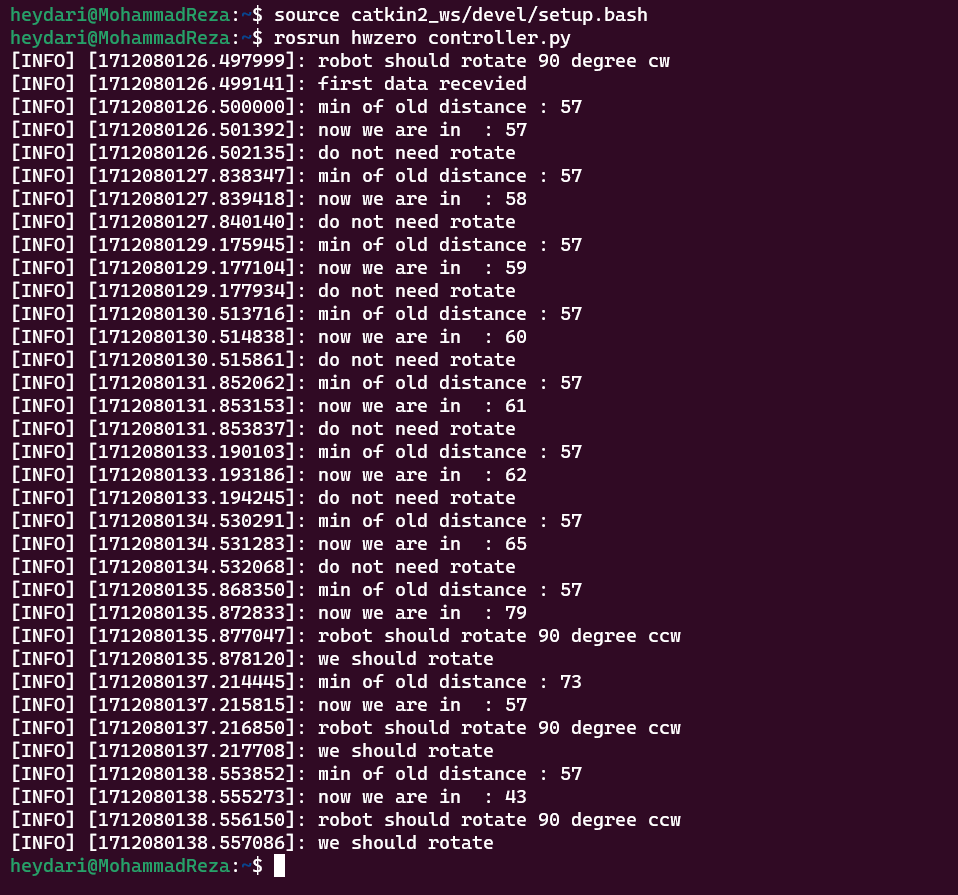 heydari@MohammadReza:~$ source catkin2_ws/devel/setup.bash
heydari@MohammadReza:~$ rosrun hwzero controller.py
[INFO] [1712080126.497999]: robot should rotate 90 degree cw
[INFO] [1712080126.499141]: first data recevied
[INFO] [1712080126.500000]: min of old distance : 57
[INFO] [1712080126.501392]: now we are in  : 57
[INFO] [1712080126.502135]: do not need rotate
[INFO] [1712080127.838347]: min of old distance : 57
[INFO] [1712080127.839418]: now we are in  : 58
[INFO] [1712080127.840140]: do not need rotate
[INFO] [1712080129.175945]: min of old distance : 57
[INFO] [1712080129.177104]: now we are in  : 59
[INFO] [1712080129.177934]: do not need rotate
[INFO] [1712080130.513716]: min of old distance : 57
[INFO] [1712080130.514838]: now we are in  : 60
[INFO] [1712080130.515861]: do not need rotate
[INFO] [1712080131.852062]: min of old distance : 57
[INFO] [1712080131.853153]: now we are in  : 61
[INFO] [1712080131.853837]: do not need rotate
[INFO] [1712080133.190103]: min of old distance : 57
[INFO] [1712080133.193186]: now we are in  : 62
[INFO] [1712080133.194245]: do not need rotate
[INFO] [1712080134.530291]: min of old distance : 57
[INFO] [1712080134.531283]: now we are in  : 65
[INFO] [1712080134.532068]: do not need rotate
[INFO] [1712080135.868350]: min of old distance : 57
[INFO] [1712080135.872833]: now we are in  : 79
[INFO] [1712080135.877047]: robot should rotate 90 degree ccw
[INFO] [1712080135.878120]: we should rotate
[INFO] [1712080137.214445]: min of old distance : 73
[INFO] [1712080137.215815]: now we are in  : 57
[INFO] [1712080137.216850]: robot should rotate 90 degree ccw
[INFO] [1712080137.217708]: we should rotate
[INFO] [1712080138.553852]: min of old distance : 57
[INFO] [1712080138.555273]: now we are in  : 43
[INFO] [1712080138.556150]: robot should rotate 90 degree ccw
[INFO] [1712080138.557086]: we should rotate
heydari@MohammadReza:~$